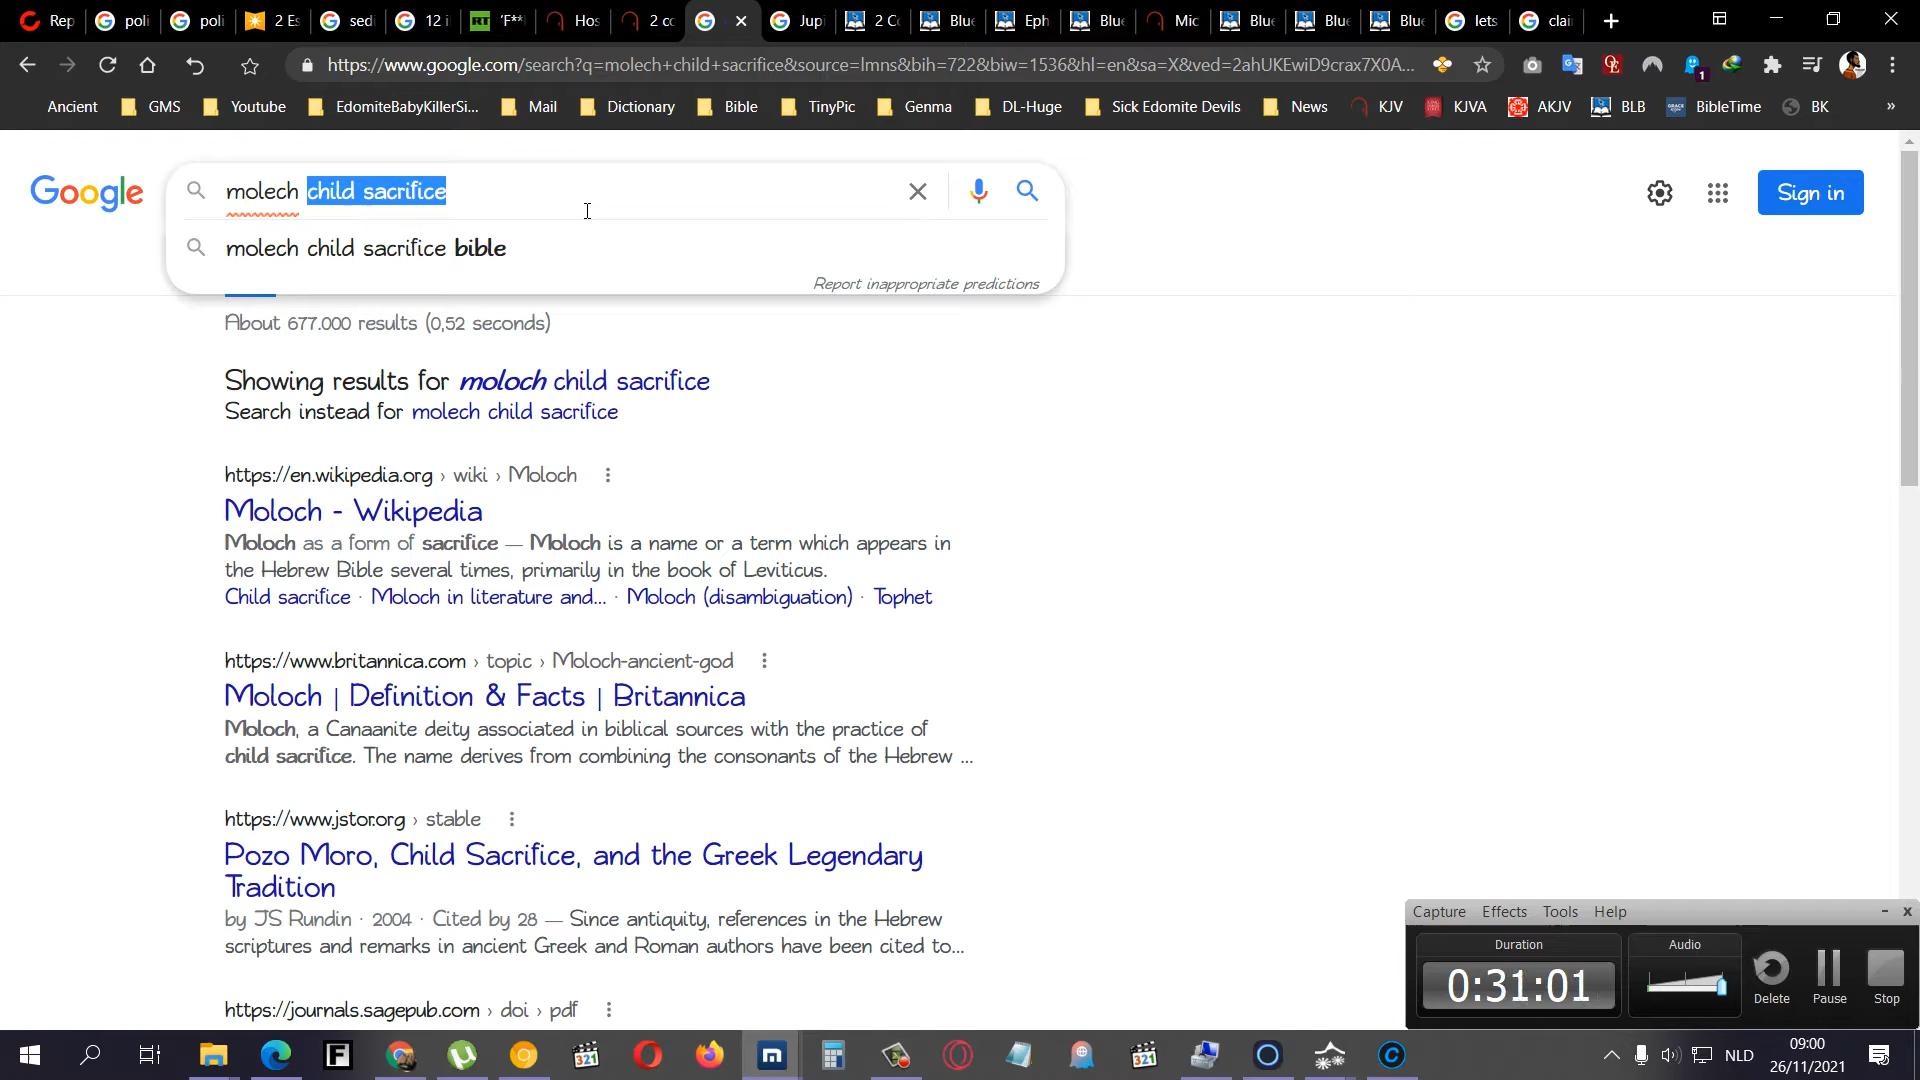 Rep
poli
poli
2 Es
sedi
12 i
'F**
Hos
2 co
Jupi
2 Co
Blue
Eph
Blue
Mic
Blue
Blue
Blue
lets
clai
https://www.google.com/search?q=molech+child+sacrifice&source=lmns&bih=722&biw=1536&hl=en&sa=X&ved=2ahUKEwiD9crax7X0A...
1
Ancient GMS Youtube EdomiteBabyKillerSi... Mail Dictionary Bible TinyPic Genma DL-Huge Sick Edomite Devils News KJV KJVA AKJV BLB BibleTime BK »
Google
molech child sacrifice
Sign in
molech child sacrifice bible
Report inappropriate predictions
About 677.000 results (0,52 seconds)
Showing results for moloch child sacrifice
Search instead for molech child sacrifice
https://en.wikipedia.org › wiki › Moloch
Moloch - Wikipedia
Moloch as a form of sacrifice — Moloch is a name or a term which appears in
the Hebrew Bible several times, primarily in the book of Leviticus.
Child sacrifice · Moloch in literature and... · Moloch (disambiguation) · Tophet
https://www.britannica.com › topic › Moloch-ancient-god
Moloch | Definition & Facts | Britannica
Moloch, a Canaanite deity associated in biblical sources with the practice of
child sacrifice. The name derives from combining the consonants of the Hebrew ...
https://www.jstor.org › stable
Pozo Moro, Child Sacrifice, and the Greek Legendary
Tradition
by JS Rundin · 2004 · Cited by 28 — Since antiquity, references in the Hebrew
scriptures and remarks in ancient Greek and Roman authors have been cited to...
https://journals.sagepub.com › doi › pdf
Capture Effects Tools Help
Duration
Audio
0:31:01
Delete
Pause
Stop
NLD
09:00
26/11/2021